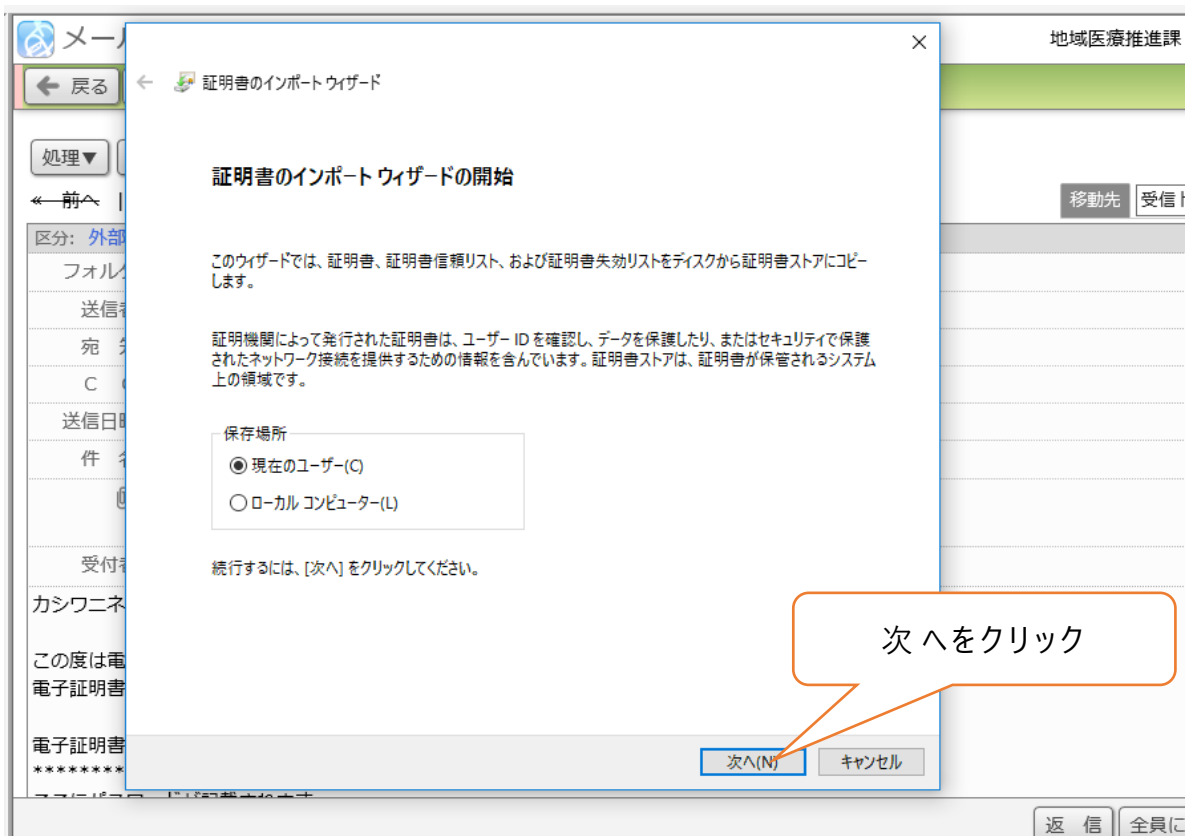 メール
地域医療推進課
戻る
証明書のインポート ウィザード
処理▼
証明書のインポート ウィザードの開始
« 前へ |
移動先 受信
区分: 外部
このウィザードでは、証明書、証明書信頼リスト、および証明書失効リストをディスクから証明書ストアにコピー
します。
フォル
送信
証明機関によって発行された証明書は、ユーザー ID を確認し、データを保護したり、またはセキュリティで保護
されたネットワーク接続を提供するための情報を含んでいます。証明書ストアは、証明書が保管されるシステム
上の領域です。
宛
C
送信日
件
保存場所
現在のユーザー(C)
ローカル コンピューター(L)
受付
続行するには、[次へ] をクリックしてください。
カシワニネ
次 へをクリック
この度は電
電子証明書
電子証明書
********
次へ(N) キャンセル
返 信 全員に